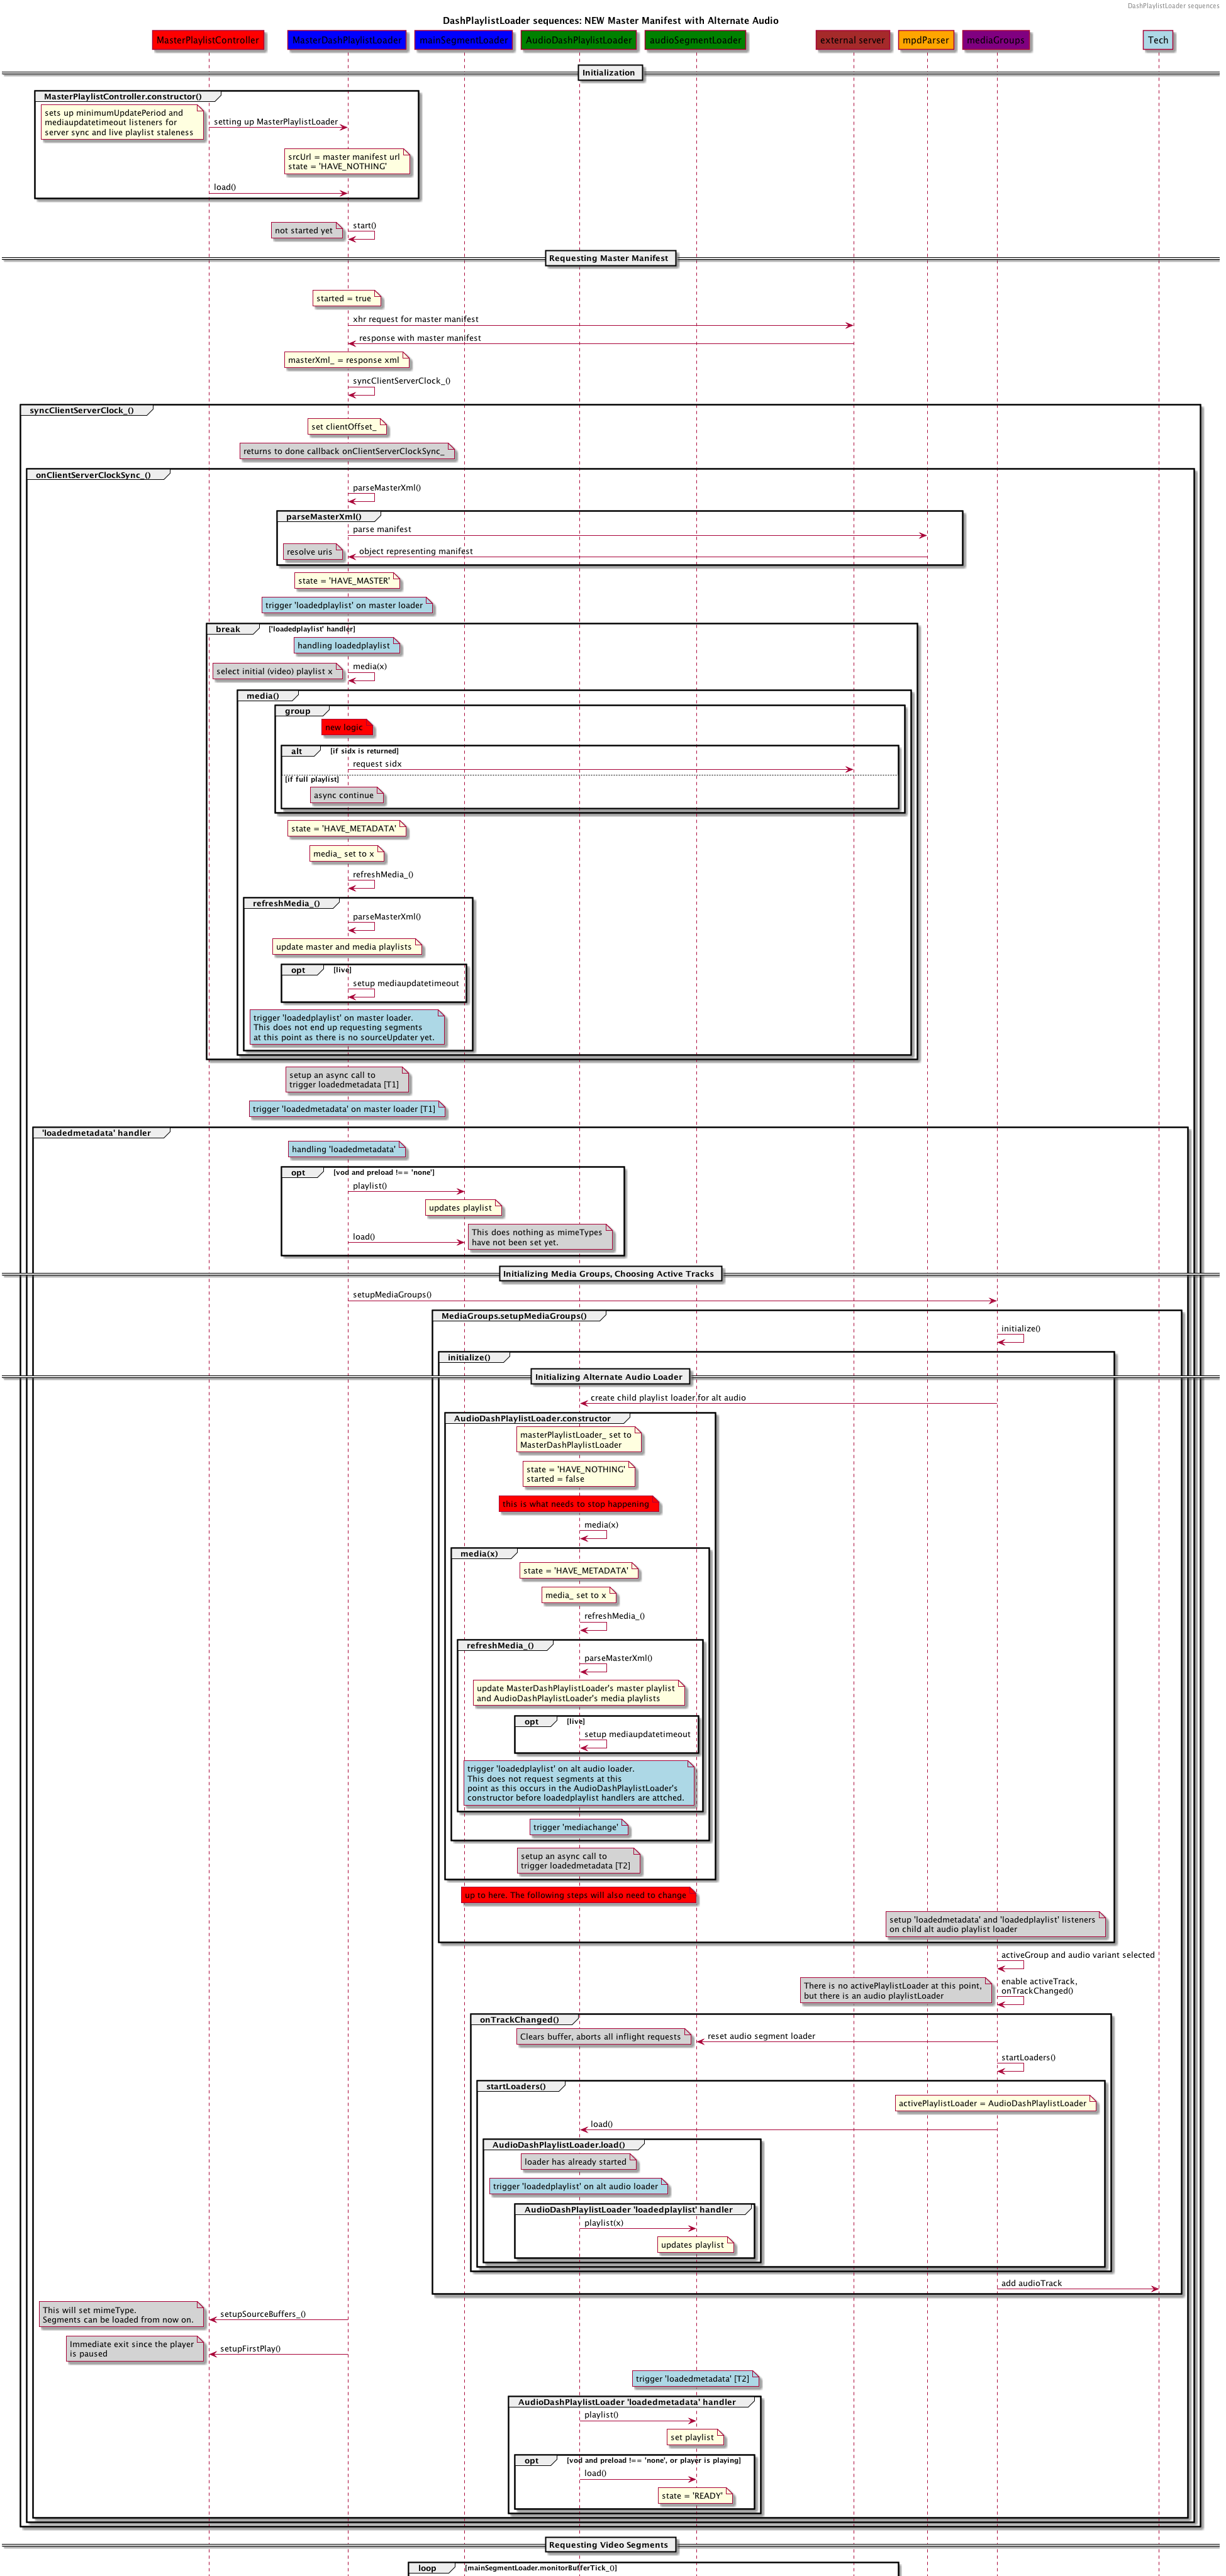 DashPlaylistLoader sequences
DashPlaylistLoader sequences: NEW Master Manifest with Alternate Audio
MasterPlaylistController
MasterDashPlaylistLoader
mainSegmentLoader
AudioDashPlaylistLoader
audioSegmentLoader
external server
mpdParser
mediaGroups
Tech
Initialization
MasterPlaylistController.constructor()
sets up minimumUpdatePeriod and
mediaupdatetimeout listeners for
server sync and live playlist staleness
setting up MasterPlaylistLoader
srcUrl = master manifest url
state = 'HAVE_NOTHING'
load()
not started yet
start()
Requesting Master Manifest
started = true
xhr request for master manifest
response with master manifest
masterXml_ = response xml
syncClientServerClock_()
syncClientServerClock_()
set clientOffset_
returns to done callback onClientServerClockSync_
onClientServerClockSync_()
parseMasterXml()
parseMasterXml()
parse manifest
resolve uris
object representing manifest
state = 'HAVE_MASTER'
trigger 'loadedplaylist' on master loader
break
['loadedplaylist' handler]
handling loadedplaylist
select initial (video) playlist x
media(x)
media()
group
new logic
alt
[if sidx is returned]
request sidx
[if full playlist]
async continue
state = 'HAVE_METADATA'
media_ set to x
refreshMedia_()
refreshMedia_()
parseMasterXml()
update master and media playlists
opt
[live]
setup mediaupdatetimeout
trigger 'loadedplaylist' on master loader.
This does not end up requesting segments
at this point as there is no sourceUpdater yet.
setup an async call to
trigger loadedmetadata [T1]
trigger 'loadedmetadata' on master loader [T1]
'loadedmetadata' handler
handling 'loadedmetadata'
opt
[vod and preload !== 'none']
playlist()
updates playlist
load()
This does nothing as mimeTypes
have not been set yet.
Initializing Media Groups, Choosing Active Tracks
setupMediaGroups()
MediaGroups.setupMediaGroups()
initialize()
initialize()
Initializing Alternate Audio Loader
create child playlist loader for alt audio
AudioDashPlaylistLoader.constructor
masterPlaylistLoader_ set to
MasterDashPlaylistLoader
state = 'HAVE_NOTHING'
started = false
this is what needs to stop happening
media(x)
media(x)
state = 'HAVE_METADATA'
media_ set to x
refreshMedia_()
refreshMedia_()
parseMasterXml()
update MasterDashPlaylistLoader's master playlist
and AudioDashPlaylistLoader's media playlists
opt
[live]
setup mediaupdatetimeout
trigger 'loadedplaylist' on alt audio loader.
This does not request segments at this
point as this occurs in the AudioDashPlaylistLoader's
constructor before loadedplaylist handlers are attched.
trigger 'mediachange'
setup an async call to
trigger loadedmetadata [T2]
up to here. The following steps will also need to change
setup 'loadedmetadata' and 'loadedplaylist' listeners
on child alt audio playlist loader
activeGroup and audio variant selected
There is no activePlaylistLoader at this point,
but there is an audio playlistLoader
enable activeTrack,
onTrackChanged()
onTrackChanged()
Clears buffer, aborts all inflight requests
reset audio segment loader
startLoaders()
startLoaders()
activePlaylistLoader = AudioDashPlaylistLoader
load()
AudioDashPlaylistLoader.load()
loader has already started
trigger 'loadedplaylist' on alt audio loader
AudioDashPlaylistLoader 'loadedplaylist' handler
playlist(x)
updates playlist
add audioTrack
This will set mimeType.
Segments can be loaded from now on.
setupSourceBuffers_()
Immediate exit since the player
is paused
setupFirstPlay()
trigger 'loadedmetadata' [T2]
AudioDashPlaylistLoader 'loadedmetadata' handler
playlist()
set playlist
opt
[vod and preload !== 'none', or player is playing]
load()
state = 'READY'
Requesting Video Segments
loop
[mainSegmentLoader.monitorBufferTick_()]